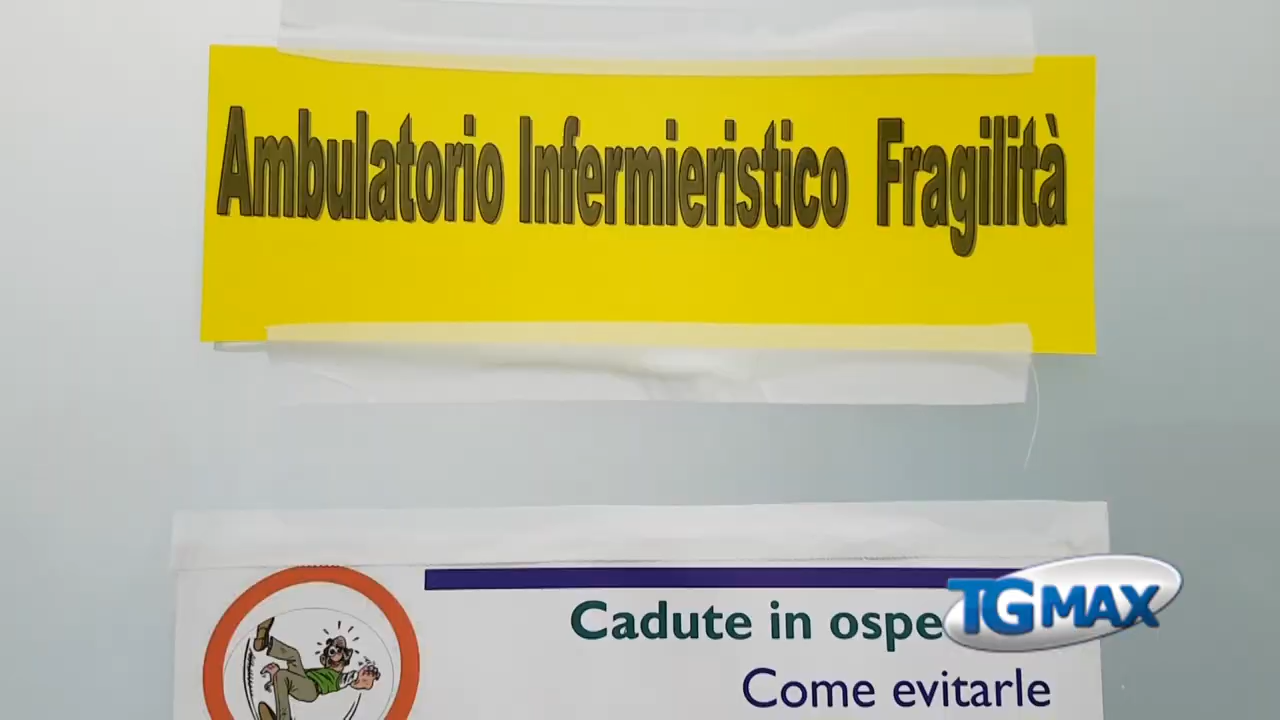 Ambulatorio Infermieristico Fragilità
Cadute in ospe
TGMAX
Come evitarle